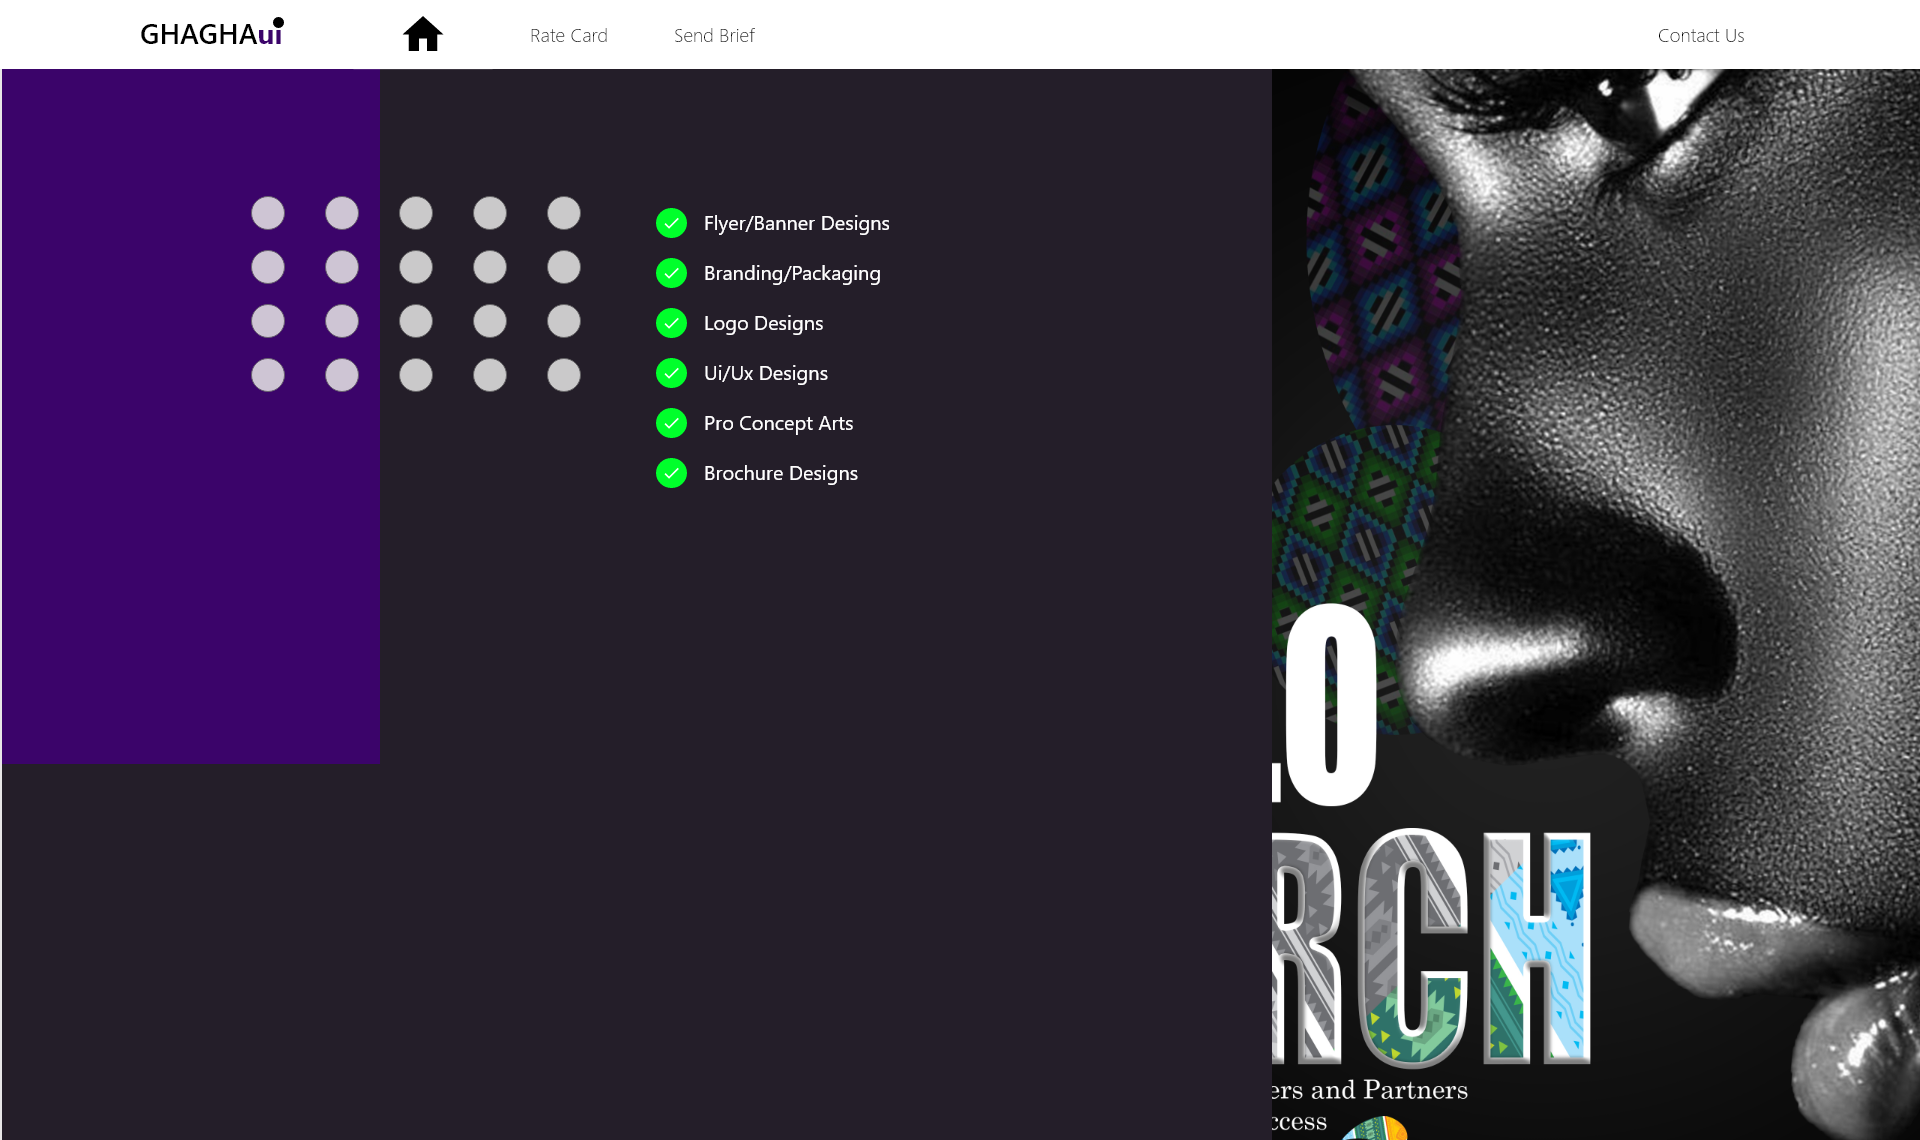 GHAGHAui
Rate Card
Send Brief
Contact Us
Flyer/Banner Designs
Branding/Packaging
Logo Designs
Ui/Ux Designs
Pro Concept Arts
Brochure Designs
O
RCH
ers and Partners
ccess